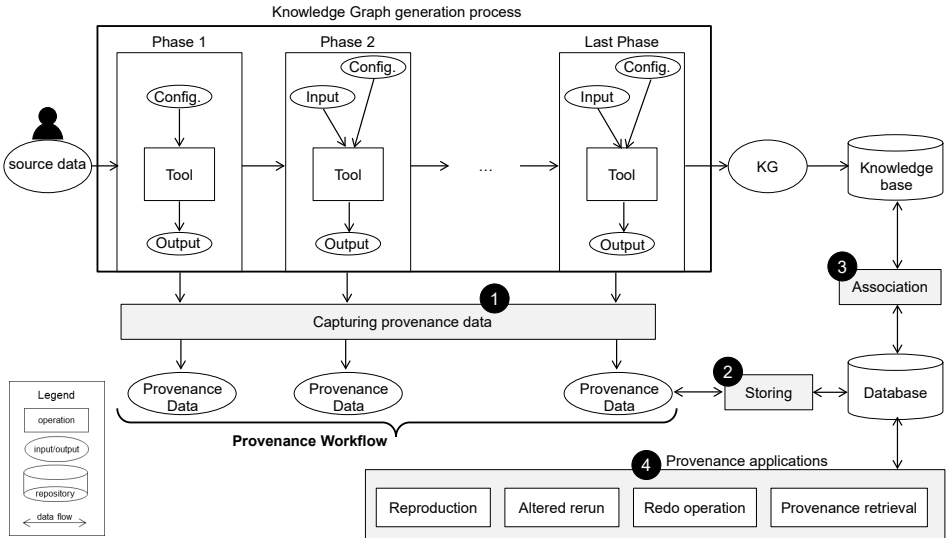 Knowledge Graph generation process
Phase 1
Phase 2
Last Phase
Config.
Input
Config.
Input
Config.
source data
Tool
Tool
...
Tool
KG
Knowledge
base
Output
Output
Output
3
Association
1
Capturing provenance data
Provenance
Data
Provenance
Data
Provenance
Data
2
Storing
Database
Provenance Workflow
Legend
operation
input/output
repository
data flow
4
Provenance applications
Reproduction
Altered rerun
Redo operation
Provenance retrieval